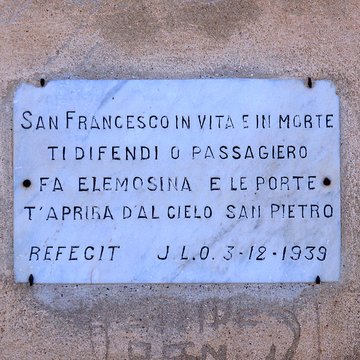 SAN FRANCESCO IN VITA E IN MORTE
TI DIFENDI O PASSAGIERO
FA ELEMOSINA E LE PORTE
T'APRIRA D'AL CIELO SAN PIETRO
REFECIT J.L.O. 3-12-1939